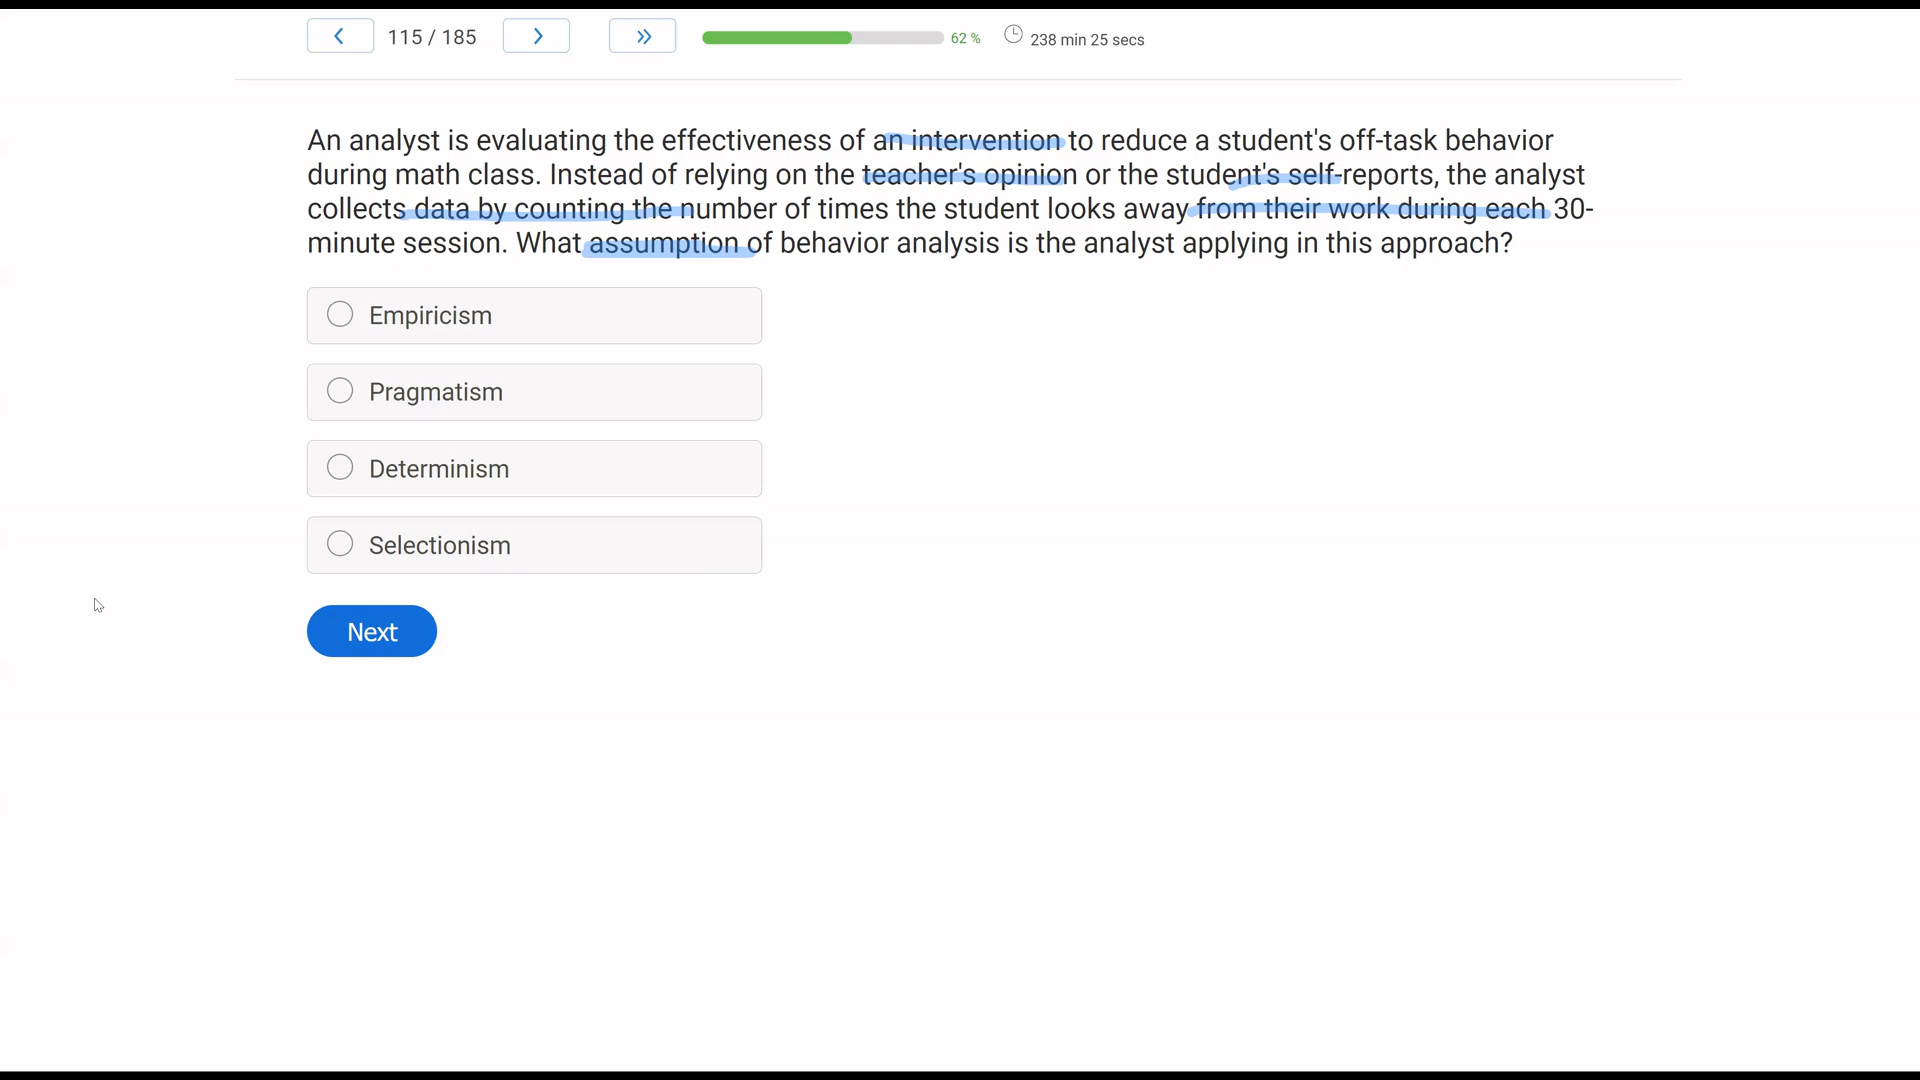 115 / 185
62 %
238 min 25 secs
An analyst is evaluating the effectiveness of an intervention to reduce a student's off-task behavior
during math class. Instead of relying on the teacher's opinion or the student's self-reports, the analyst
collects data by counting the number of times the student looks away from their work during each 30-
minute session. What assumption of behavior analysis is the analyst applying in this approach?
Empiricism
Pragmatism
Determinism
Selectionism
Next